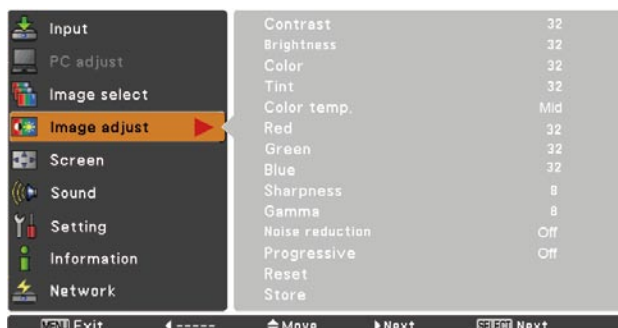 Input
PC adjust
Image select
Image adjust
Screen
Sound
Setting
Information
Network
Contrast 32
Brightness 32
Color 32
Tint 32
Color temp. Mid
Red 32
Green 32
Blue 32
Sharpness 8
Gamma 8
Noise reduction Off
Progressive Off
Reset
Store
MENU Exit ◀ ----- ⬍ Move ▶ Next SELECT Next